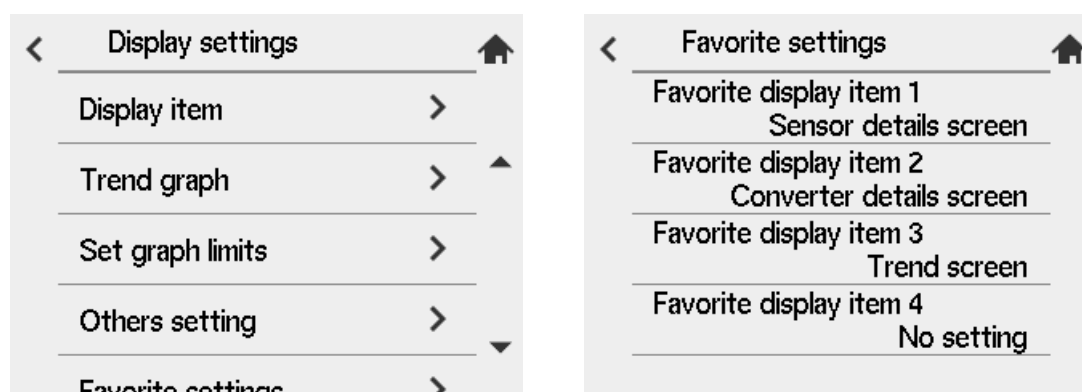 Display settings
Display item
Trend graph
Set graph limits
Others setting
Favorite settings
Favorite settings
Favorite display item 1
Sensor details screen
Favorite display item 2
Converter details screen
Favorite display item 3
Trend screen
Favorite display item 4
No setting